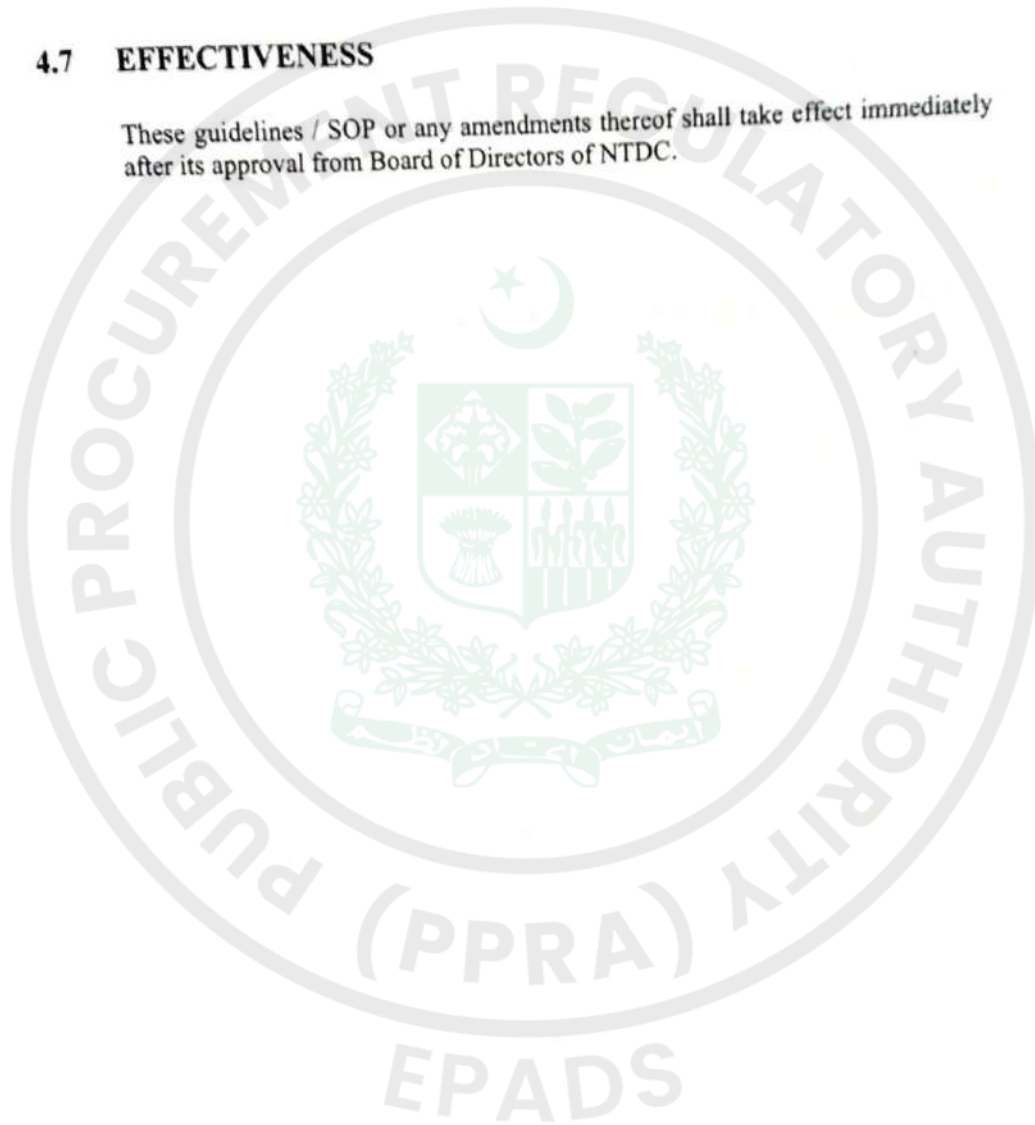 4.7 EFFECTIVENESS
These guidelines / SOP or any amendments thereof shall take effect immediately
after its approval from Board of Directors of NTDC.
PUBLIC PROCUREMENT REGULATORY AUTHORITY
(PPRA)
EPADS